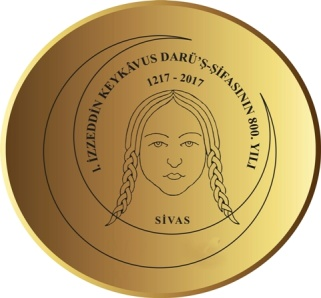 I. İZZEDDİN KEYKÂVUS DARÜ'Ş-ŞİFASININ 800. YILI
1217 - 2017
SİVAS